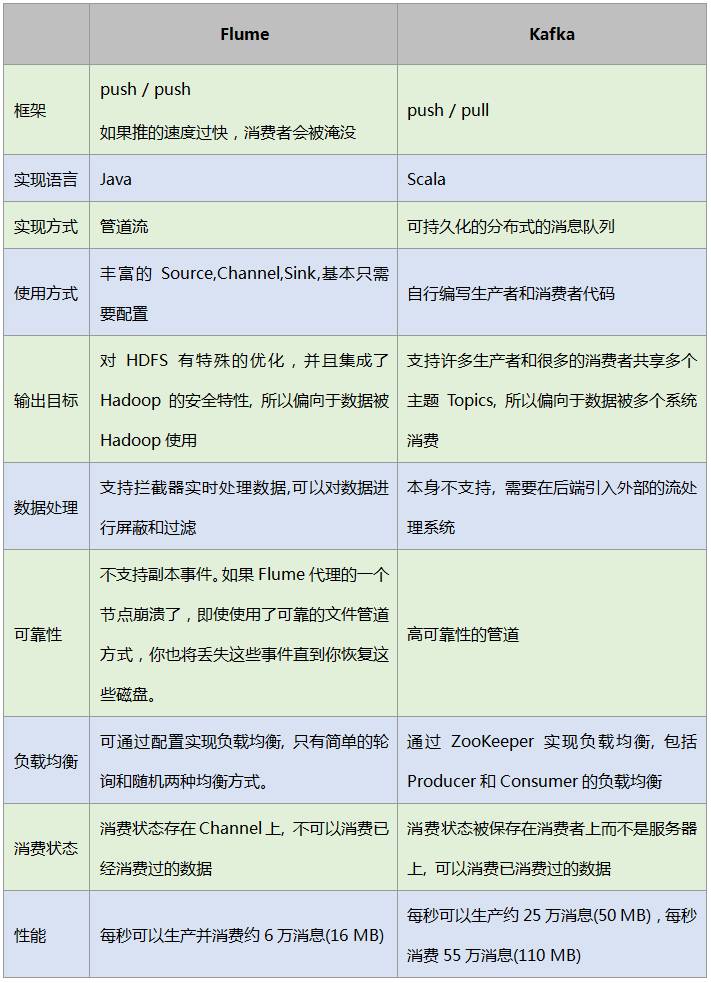 Flume
Kafka
框架
push / push
如果推的速度过快，消费者会被淹没
push / pull
实现语言
Java
Scala
实现方式
管道流
可持久化的分布式的消息队列
使用方式
丰富的 Source,Channel,Sink,基本只需
要配置
自行编写生产者和消费者代码
输出目标
对 HDFS 有特殊的优化，并且集成了
Hadoop 的安全特性, 所以偏向于数据被
Hadoop 使用
支持许多生产者和很多的消费者共享多个
主题 Topics, 所以偏向于数据被多个系统
消费
数据处理
支持拦截器实时处理数据,可以对数据进
行屏蔽和过滤
本身不支持, 需要在后端引入外部的流处
理系统
可靠性
不支持副本事件。如果 Flume 代理的一个
节点崩溃了，即使使用了可靠的文件管道
方式，你也将丢失这些事件直到你恢复这
些磁盘。
高可靠性的管道
负载均衡
可通过配置实现负载均衡, 只有简单的轮
询和随机两种均衡方式。
通过 ZooKeeper 实现负载均衡, 包括
Producer 和 Consumer 的负载均衡
消费状态
消费状态存在 Channel 上, 不可以消费已
经消费过的数据
消费状态被保存在消费者上而不是服务器
上, 可以消费已消费过的数据
性能
每秒可以生产并消费约 6 万消息(16 MB)
每秒可以生产约 25 万消息(50 MB)，每秒
消费 55 万消息(110 MB)